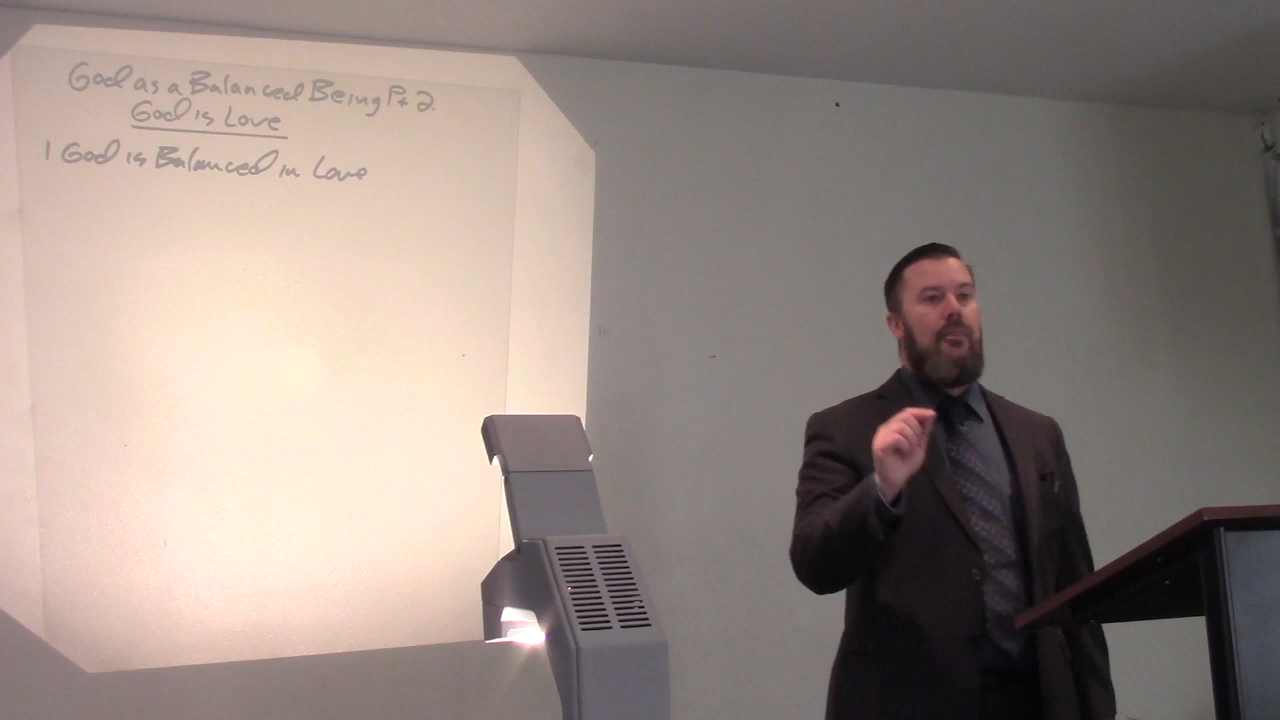 God as a Balanced Being Pt 2.
God is Love
1 God is Balanced in Love